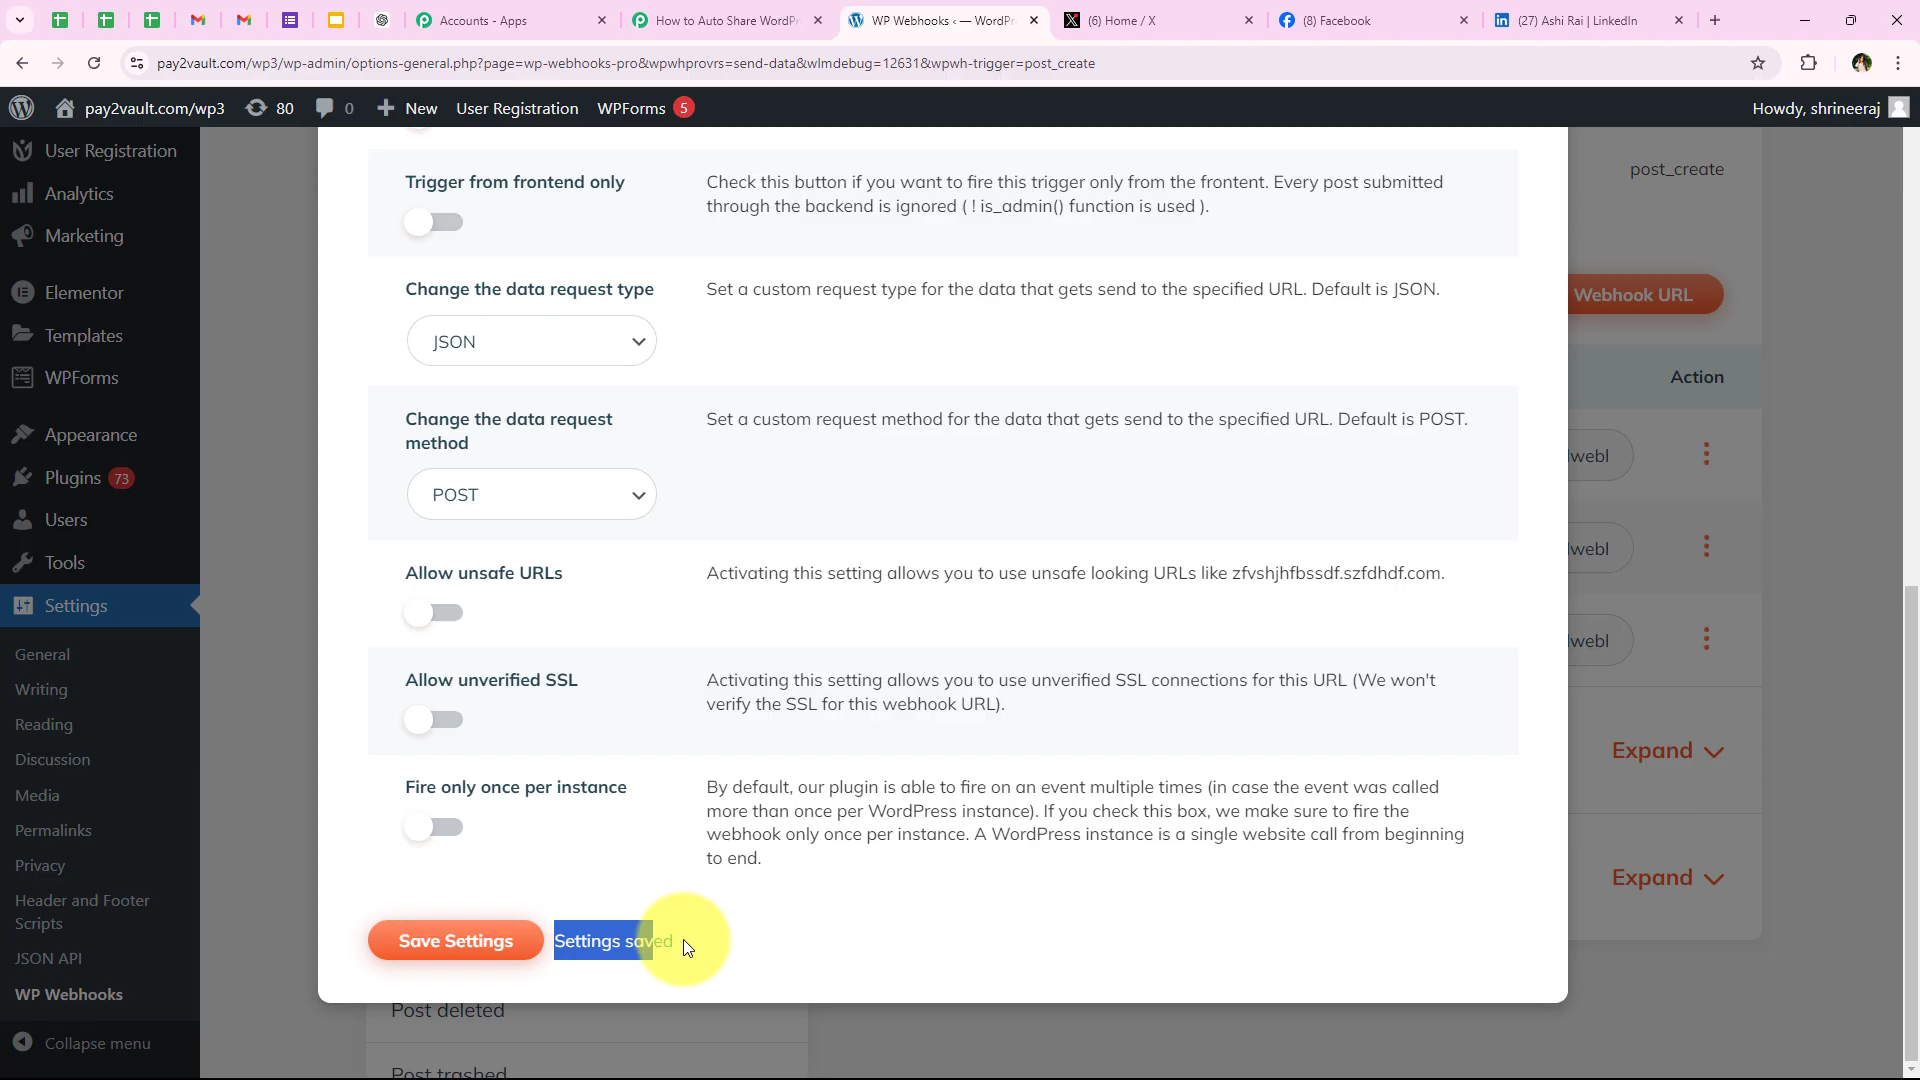 Accounts - Apps
How to Auto Share WordPr
WP Webhooks ‹ — WordPr
(6) Home / X
(8) Facebook
(27) Ashi Rai | LinkedIn
pay2vault.com/wp3/wp-admin/options-general.php?page=wp-webhooks-pro&wpwhprovrs=send-data&wlmdebug=12631&wpwh-trigger=post_create
pay2vault.com/wp3
80
0
New
User Registration
WPForms 5
Howdy, shrineeraj
User Registration
Analytics
Marketing
Elementor
Templates
WPForms
Appearance
Plugins 73
Users
Tools
Settings
General
Writing
Reading
Discussion
Media
Permalinks
Privacy
Header and Footer
Scripts
JSON API
WP Webhooks
Collapse menu
Trigger from frontend only
Check this button if you want to fire this trigger only from the frontent. Every post submitted
through the backend is ignored ( ! is_admin() function is used ).
Change the data request type
Set a custom request type for the data that gets send to the specified URL. Default is JSON.
JSON
Change the data request
method
Set a custom request method for the data that gets send to the specified URL. Default is POST.
POST
Allow unsafe URLs
Activating this setting allows you to use unsafe looking URLs like zfvshjhfbssdf.szfdhdf.com.
Allow unverified SSL
Activating this setting allows you to use unverified SSL connections for this URL (We won't
verify the SSL for this webhook URL).
Fire only once per instance
By default, our plugin is able to fire on an event multiple times (in case the event was called
more than once per WordPress instance). If you check this box, we make sure to fire the
webhook only once per instance. A WordPress instance is a single website call from beginning
to end.
Save Settings
Settings saved
post_create
Webhook URL
Action
Expand
Expand
Post deleted
Post trashed